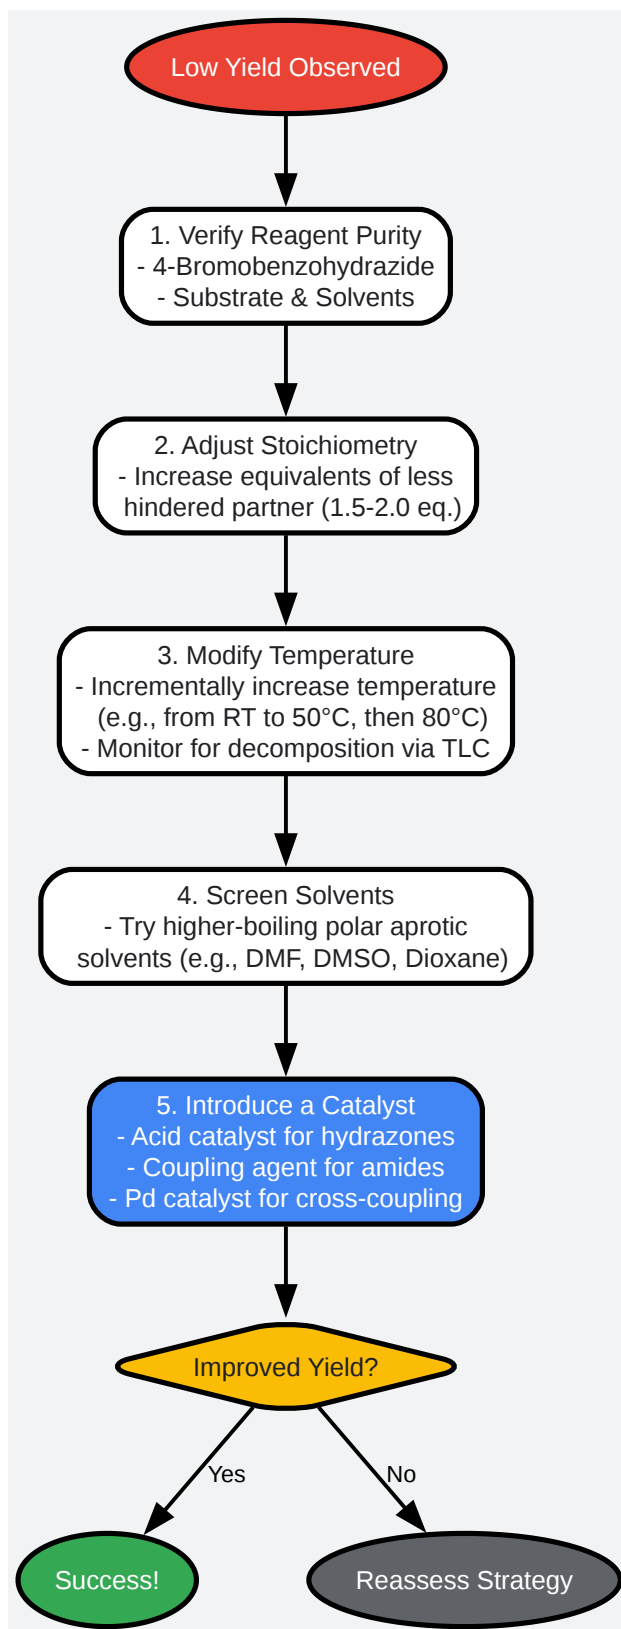 Low Yield Observed
1. Verify Reagent Purity
- 4-Bromobenzohydrazide
- Substrate & Solvents
2. Adjust Stoichiometry
- Increase equivalents of less
hindered partner (1.5-2.0 eq.)
3. Modify Temperature
- Incrementally increase temperature
(e.g., from RT to 50°C, then 80°C)
- Monitor for decomposition via TLC
4. Screen Solvents
- Try higher-boiling polar aprotic
solvents (e.g., DMF, DMSO, Dioxane)
5. Introduce a Catalyst
- Acid catalyst for hydrazones
- Coupling agent for amides
- Pd catalyst for cross-coupling
Improved Yield?
Yes
No
Success!
Reassess Strategy